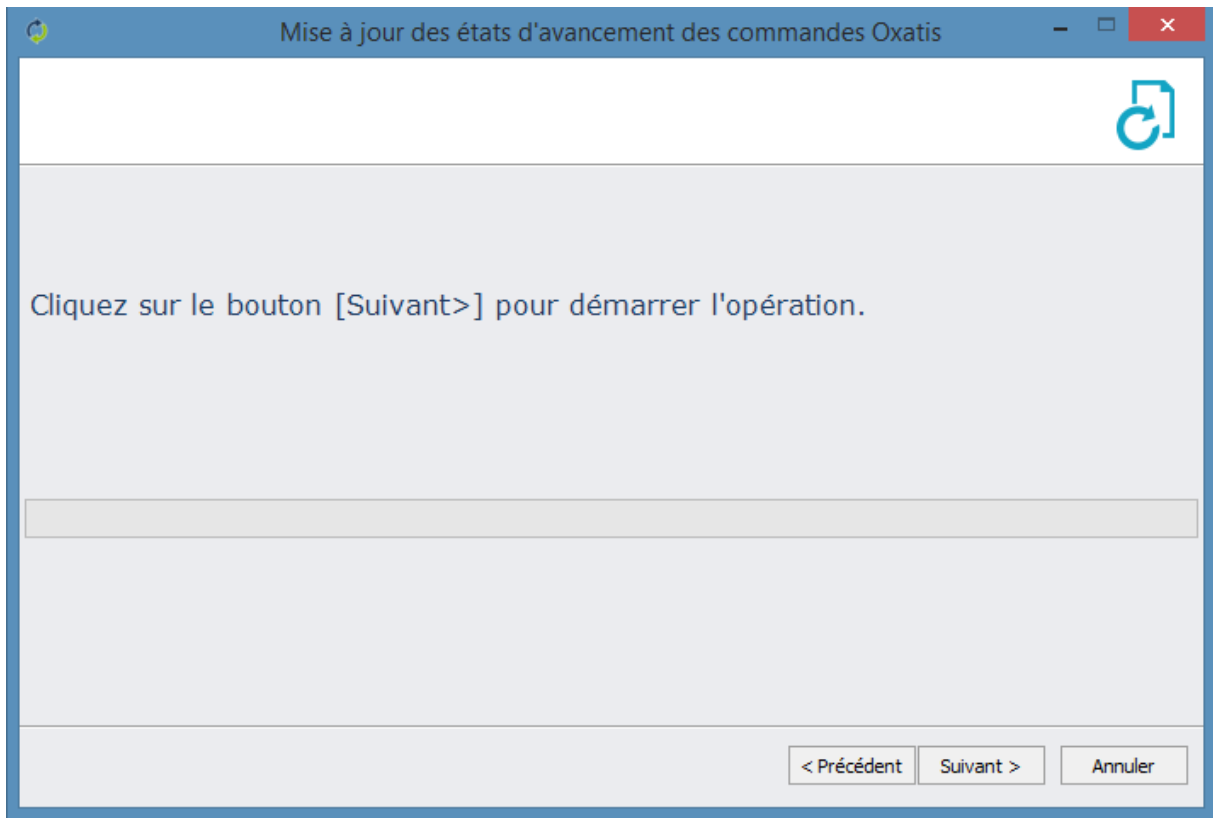 Mise à jour des états d'avancement des commandes Oxatis
Cliquez sur le bouton [Suivant>] pour démarrer l'opération.
< Précédent
Suivant >
Annuler